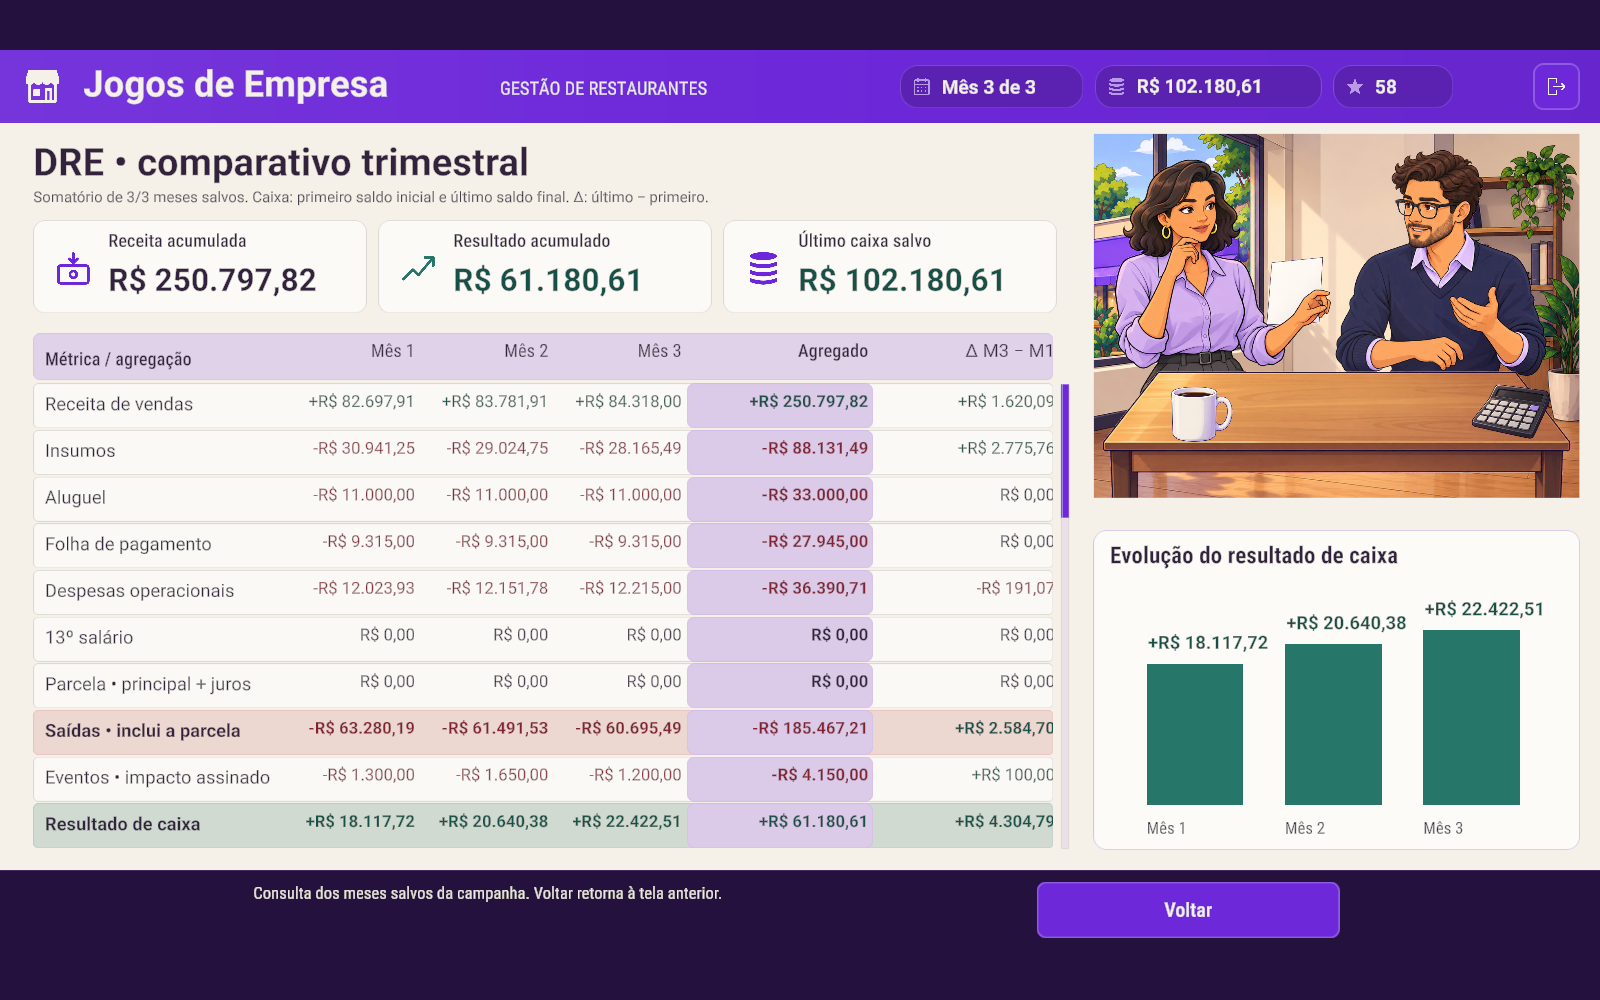 Jogos de Empresa
GESTÃO DE RESTAURANTES
Mês 3 de 3
R$ 102.180,61
58
DRE • comparativo trimestral
Somatório de 3/3 meses salvos. Caixa: primeiro saldo inicial e último saldo final. Δ: último − primeiro.
Receita acumulada
R$ 250.797,82
Resultado acumulado
R$ 61.180,61
Último caixa salvo
R$ 102.180,61
Métrica / agregação Mês 1 Mês 2 Mês 3 Agregado Δ M3 − M1
Receita de vendas +R$ 82.697,91 +R$ 83.781,91 +R$ 84.318,00 +R$ 250.797,82 +R$ 1.620,09
Insumos -R$ 30.941,25 -R$ 29.024,75 -R$ 28.165,49 -R$ 88.131,49 +R$ 2.775,76
Aluguel -R$ 11.000,00 -R$ 11.000,00 -R$ 11.000,00 -R$ 33.000,00 R$ 0,00
Folha de pagamento -R$ 9.315,00 -R$ 9.315,00 -R$ 9.315,00 -R$ 27.945,00 R$ 0,00
Despesas operacionais -R$ 12.023,93 -R$ 12.151,78 -R$ 12.215,00 -R$ 36.390,71 -R$ 191,07
13º salário R$ 0,00 R$ 0,00 R$ 0,00 R$ 0,00 R$ 0,00
Parcela • principal + juros R$ 0,00 R$ 0,00 R$ 0,00 R$ 0,00 R$ 0,00
Saídas • inclui a parcela -R$ 63.280,19 -R$ 61.491,53 -R$ 60.695,49 -R$ 185.467,21 +R$ 2.584,70
Eventos • impacto assinado -R$ 1.300,00 -R$ 1.650,00 -R$ 1.200,00 -R$ 4.150,00 +R$ 100,00
Resultado de caixa +R$ 18.117,72 +R$ 20.640,38 +R$ 22.422,51 +R$ 61.180,61 +R$ 4.304,79
Evolução do resultado de caixa
+R$ 18.117,72
+R$ 20.640,38
+R$ 22.422,51
Mês 1
Mês 2
Mês 3
Consulta dos meses salvos da campanha. Voltar retorna à tela anterior.
Voltar